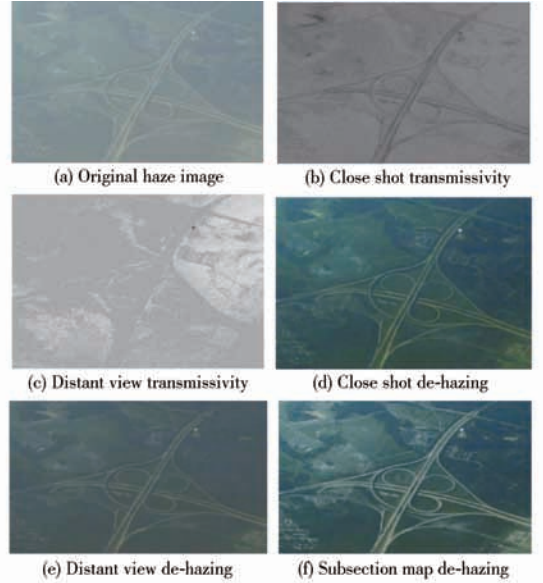 (a) Original haze image
(b) Close shot transmissivity
(c) Distant view transmissivity
(d) Close shot de-hazing
(e) Distant view de-hazing
(f) Subsection map de-hazing